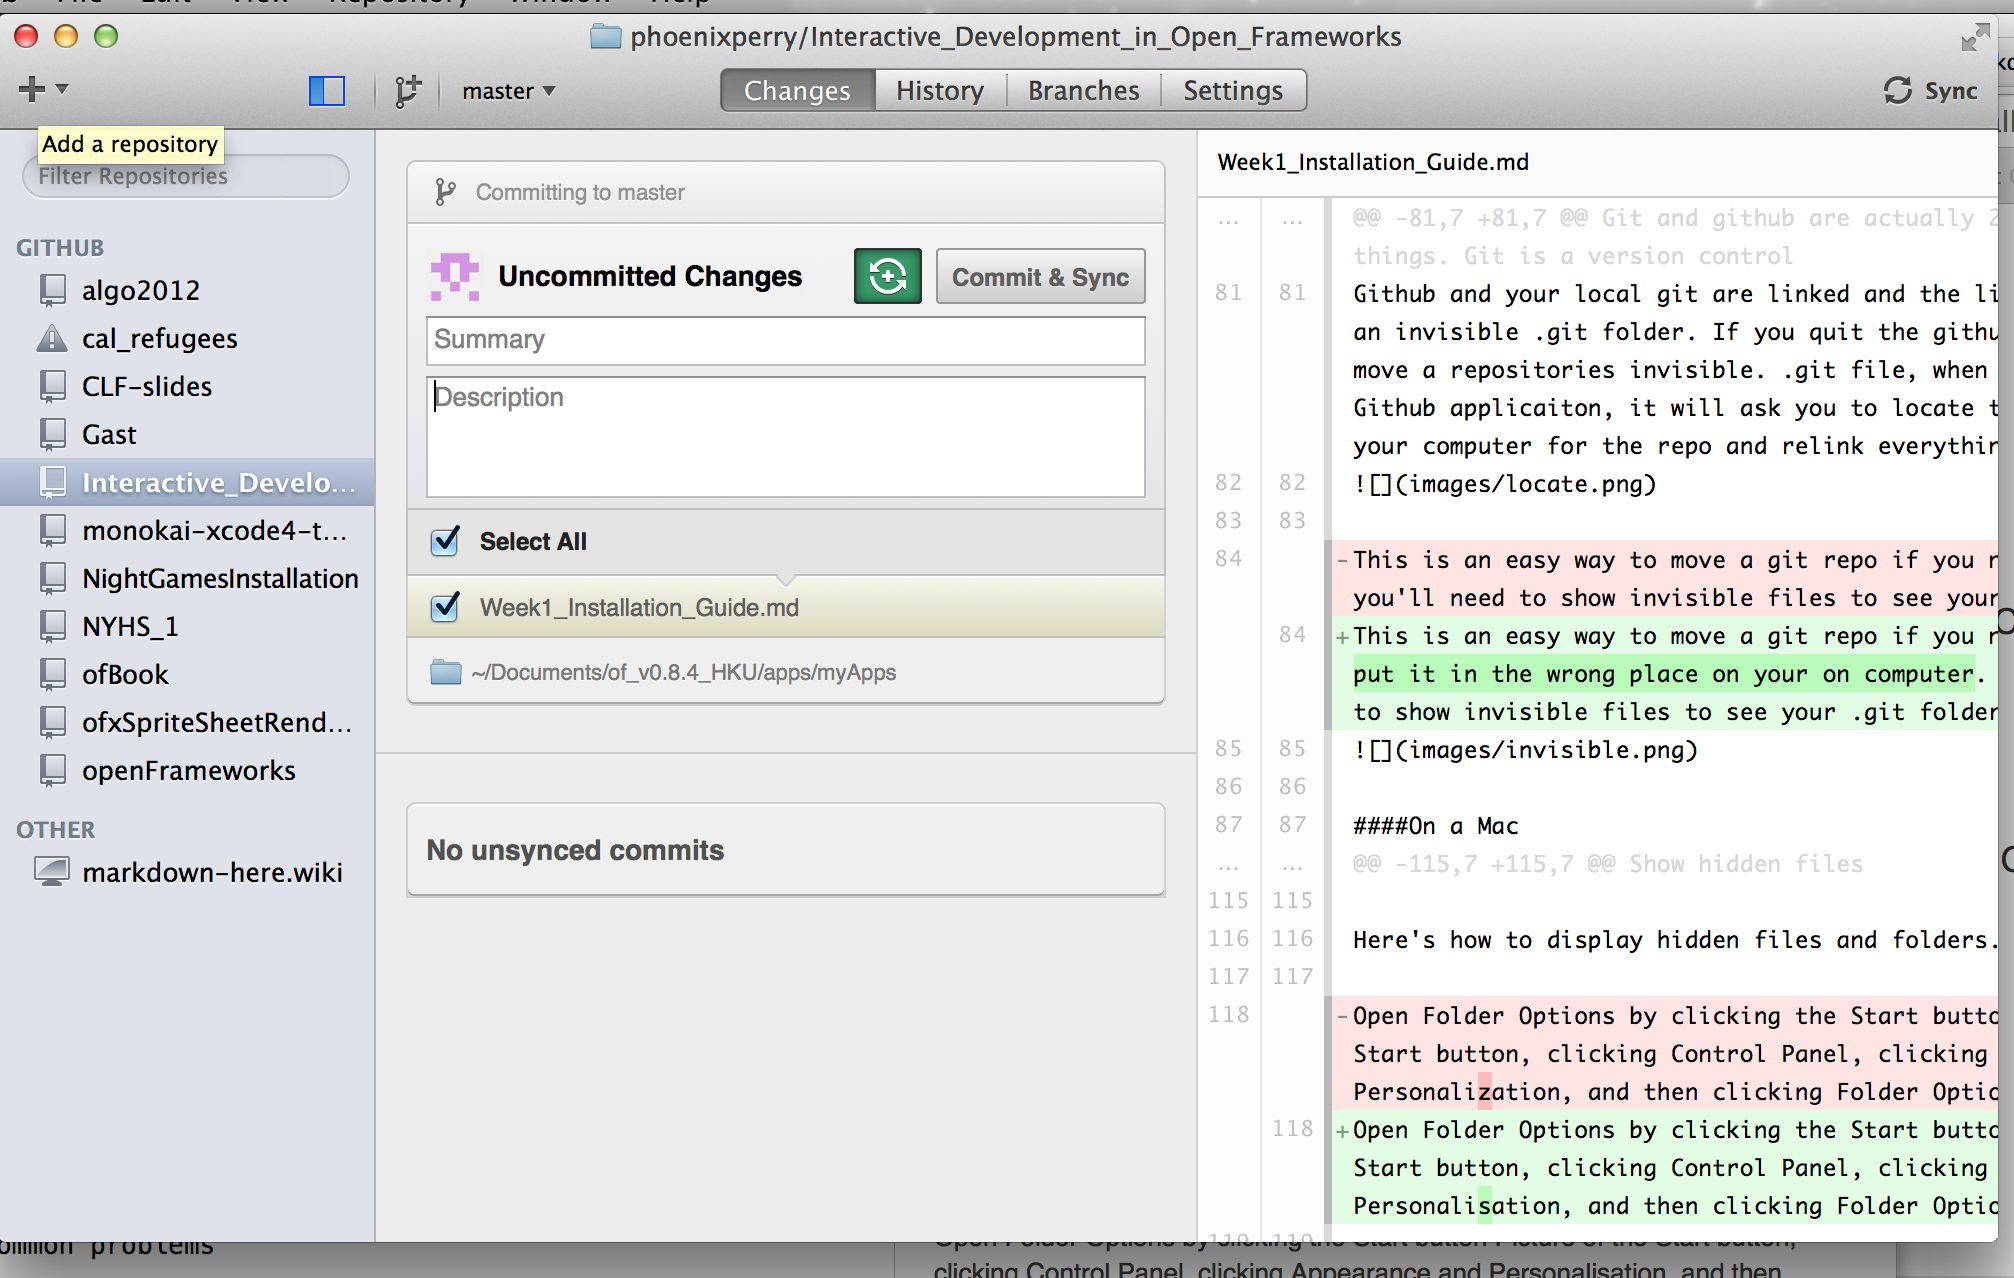 File Edit View Repository Window Help
phoenixperry/Interactive_Development_in_Open_Frameworks
master
Changes
History
Branches
Settings
Sync
Add a repository
Filter Repositories
GITHUB
algo2012
cal_refugees
CLF-slides
Gast
Interactive_Develo...
monokai-xcode4-t...
NightGamesInstallation
NYHS_1
ofBook
ofxSpriteSheetRend...
openFrameworks
OTHER
markdown-here.wiki
Committing to master
Uncommitted Changes
Commit & Sync
Summary
Description
Select All
Week1_Installation_Guide.md
~/Documents/of_v0.8.4_HKU/apps/myApps
No unsynced commits
Week1_Installation_Guide.md
... ... @@ -81,7 +81,7 @@ Git and github are actually 2
things. Git is a version control
81 81 Github and your local git are linked and the li
an invisible .git folder. If you quit the githu
move a repositories invisible. .git file, when
Github applicaiton, it will ask you to locate t
your computer for the repo and relink everythin
82 82 ![](images/locate.png)
83 83
84 -This is an easy way to move a git repo if you
you'll need to show invisible files to see your
84 +This is an easy way to move a git repo if you
put it in the wrong place on your on computer.
to show invisible files to see your .git folder
85 85 ![](images/invisible.png)
86 86
87 87 ####On a Mac
... ... @@ -115,7 +115,7 @@ Show hidden files
115 115
116 116 Here's how to display hidden files and folders.
117 117
118 -Open Folder Options by clicking the Start butto
Start button, clicking Control Panel, clicking
Personalization, and then clicking Folder Optio
118 +Open Folder Options by clicking the Start butto
Start button, clicking Control Panel, clicking
Personalisation, and then clicking Folder Optio
119 119
ommon problems
Open Folder Options by clicking the Start button Picture of the Start button,
clicking Control Panel, clicking Appearance and Personalisation, and then